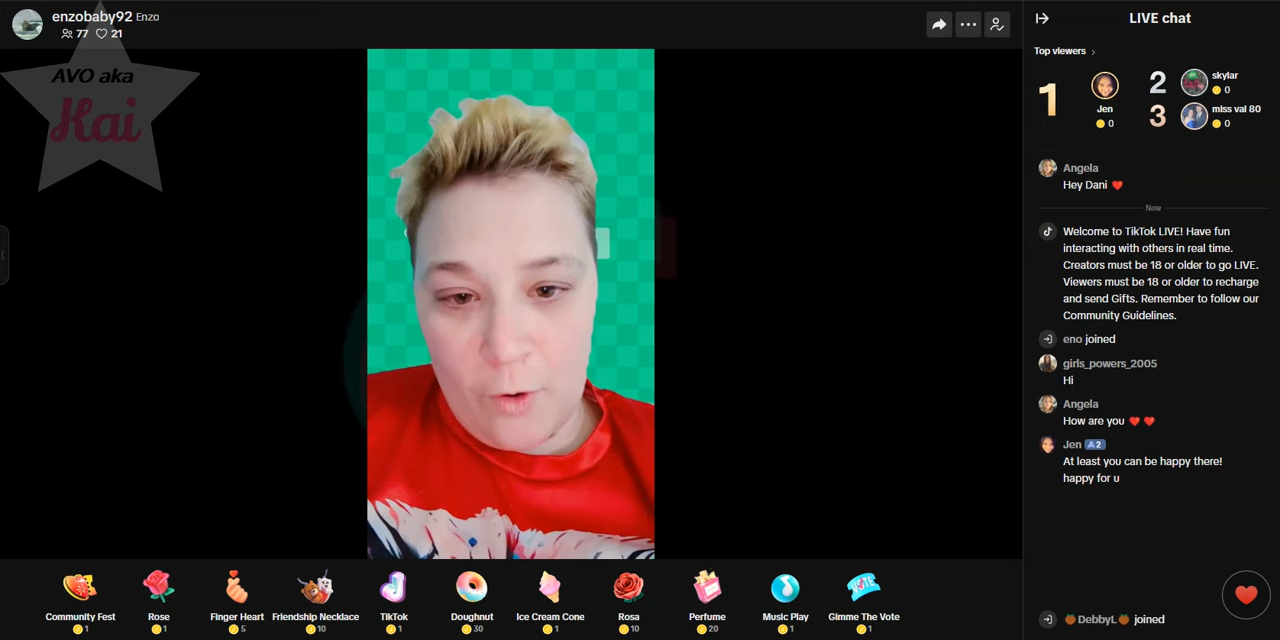 enzobaby92 Enzo
77 21
AVO aka
Kai
LIVE chat
Top viewers
1
Jen
0
2
skylar
0
3
miss val 80
0
Angela
Hey Dani ❤️
New
Welcome to TikTok LIVE! Have fun
interacting with others in real time.
Creators must be 18 or older to go LIVE.
Viewers must be 18 or older to recharge
and send Gifts. Remember to follow our
Community Guidelines.
eno joined
girls_powers_2005
Hi
Angela
How are you ❤️ ❤️
Jen 2
At least you can be happy there!
happy for u
DebbyL joined
Community Fest
1
Rose
1
Finger Heart
5
Friendship Necklace
10
TikTok
1
Doughnut
30
Ice Cream Cone
1
Rosa
10
Perfume
20
Music Play
1
VOTE
Gimme The Vote
1